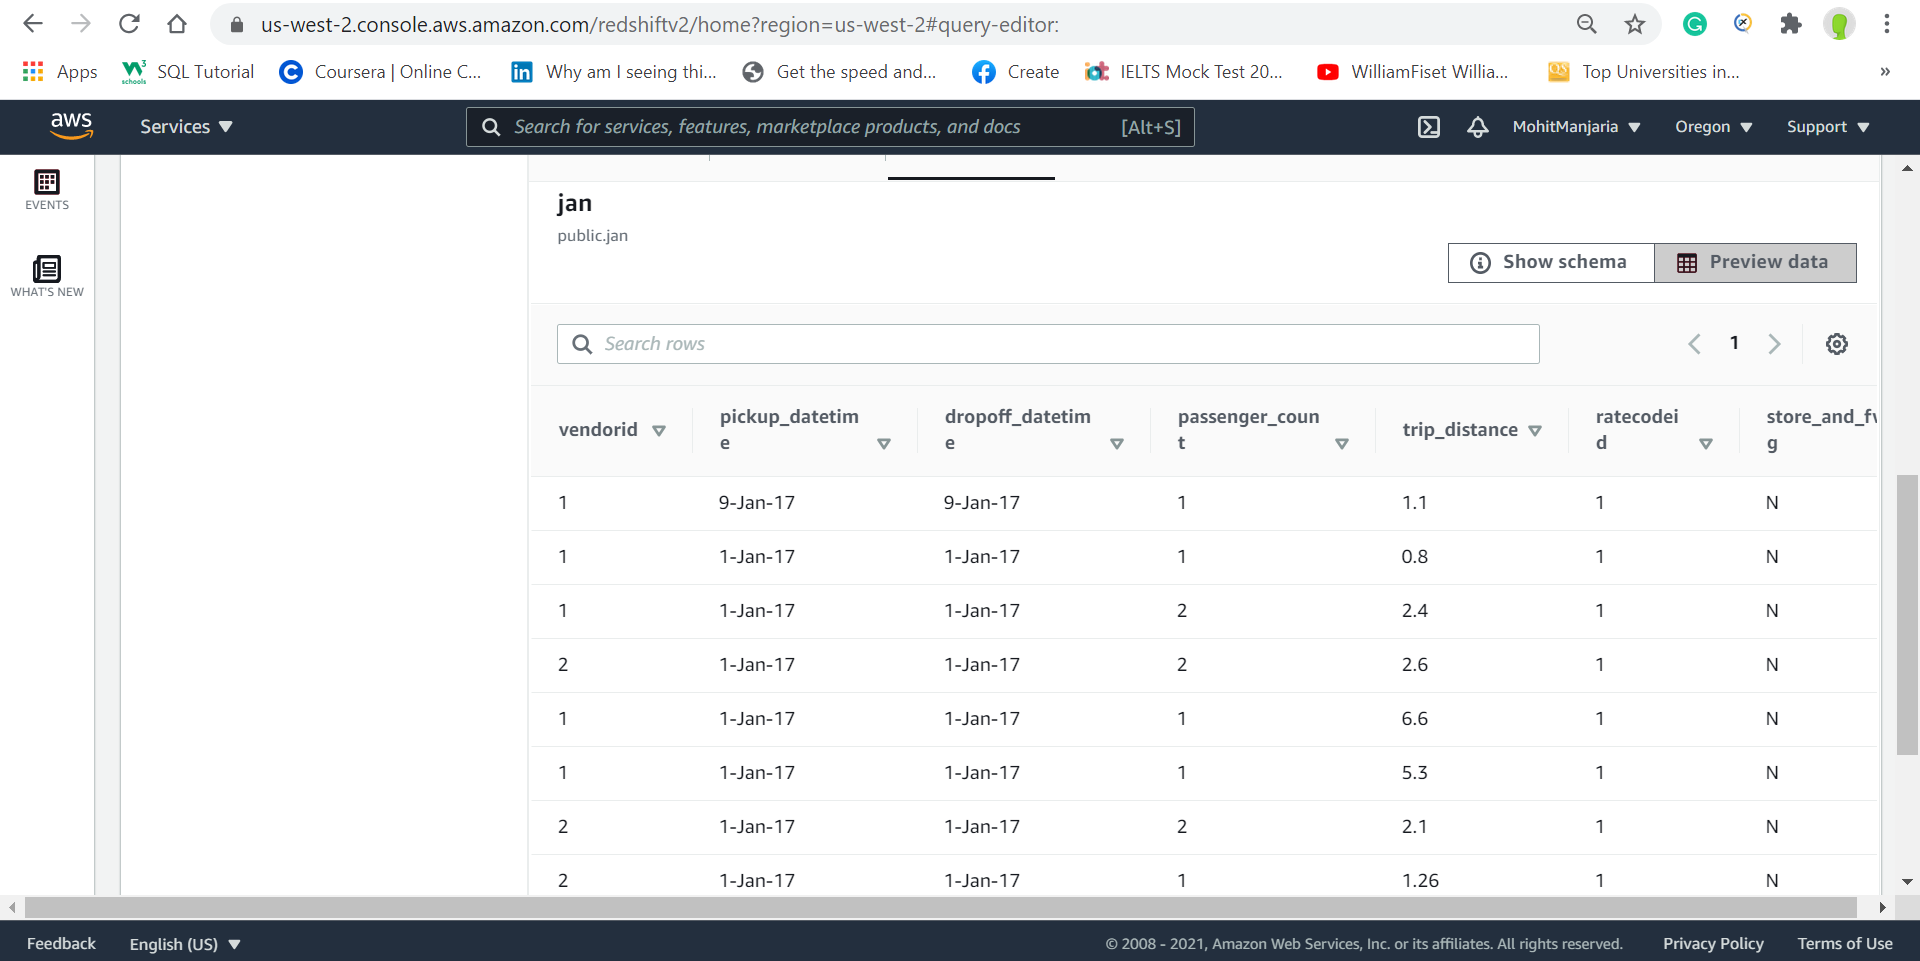 us-west-2.console.aws.amazon.com/redshiftv2/home?region=us-west-2#query-editor:
Apps W3 schools SQL Tutorial Coursera | Online C... Why am I seeing thi... Get the speed and... Create IELTS Mock Test 20... WilliamFiset Willia... QS Top Universities in... »
aws Services Search for services, features, marketplace products, and docs [Alt+S] MohitManjaria Oregon Support
EVENTS
WHAT'S NEW
jan
public.jan
Show schema Preview data
Search rows 1
vendorid pickup_datetim dropoff_datetim passenger_coun trip_distance ratecodei store_and_fw
e e t d g
1 9-Jan-17 9-Jan-17 1 1.1 1 N
1 1-Jan-17 1-Jan-17 1 0.8 1 N
1 1-Jan-17 1-Jan-17 2 2.4 1 N
2 1-Jan-17 1-Jan-17 2 2.6 1 N
1 1-Jan-17 1-Jan-17 1 6.6 1 N
1 1-Jan-17 1-Jan-17 1 5.3 1 N
2 1-Jan-17 1-Jan-17 2 2.1 1 N
2 1-Jan-17 1-Jan-17 1 1.26 1 N
Feedback English (US) © 2008 - 2021, Amazon Web Services, Inc. or its affiliates. All rights reserved. Privacy Policy Terms of Use